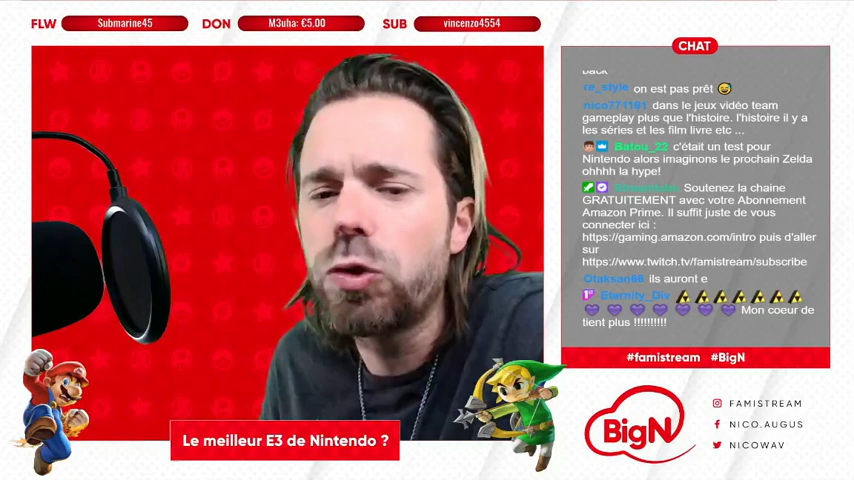 FLW Submarine45 DON M3uha: €5.00 SUB vincenzo4554
CHAT
back
re_style on est pas prêt
nico771191 dans le jeux vidéo team
gameplay plus que l'histoire. l'histoire il y a
les séries et les film livre etc ...
Batou_22 c'était un test pour
Nintendo alors imaginons le prochain Zelda
ohhhh la hype!
Soutenez la chaine
GRATUITEMENT avec votre Abonnement
Amazon Prime. Il suffit juste de vous
connecter ici :
https://gaming.amazon.com/intro puis d'aller
sur
https://www.twitch.tv/famistream/subscribe
Otaksan68 ils auront e
Eternity_Div
Mon coeur de
tient plus !!!!!!!!!!
#famistream #BigN
Le meilleur E3 de Nintendo ?
BigN
FAMISTREAM
NICO.AUGUS
NICOWAV